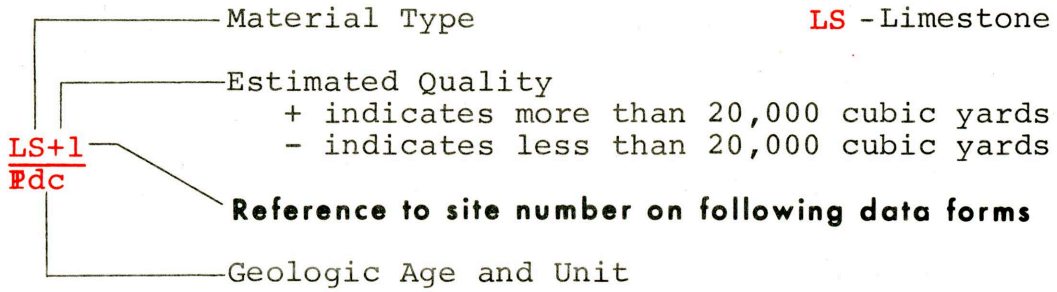 Material Type LS - Limestone
Estimated Quality
+ indicates more than 20,000 cubic yards
- indicates less than 20,000 cubic yards
LS+1
ℙdc
Reference to site number on following data forms
Geologic Age and Unit